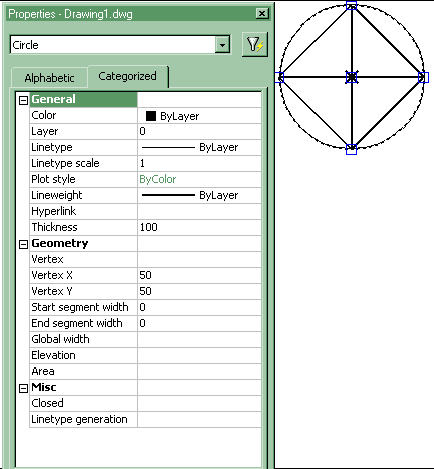 Properties - Drawing1.dwg
Circle
Alphabetic Categorized
General
Color ByLayer
Layer 0
Linetype ByLayer
Linetype scale 1
Plot style ByColor
Lineweight ByLayer
Hyperlink
Thickness 100
Geometry
Vertex
Vertex X 50
Vertex Y 50
Start segment width 0
End segment width 0
Global width
Elevation
Area
Misc
Closed
Linetype generation